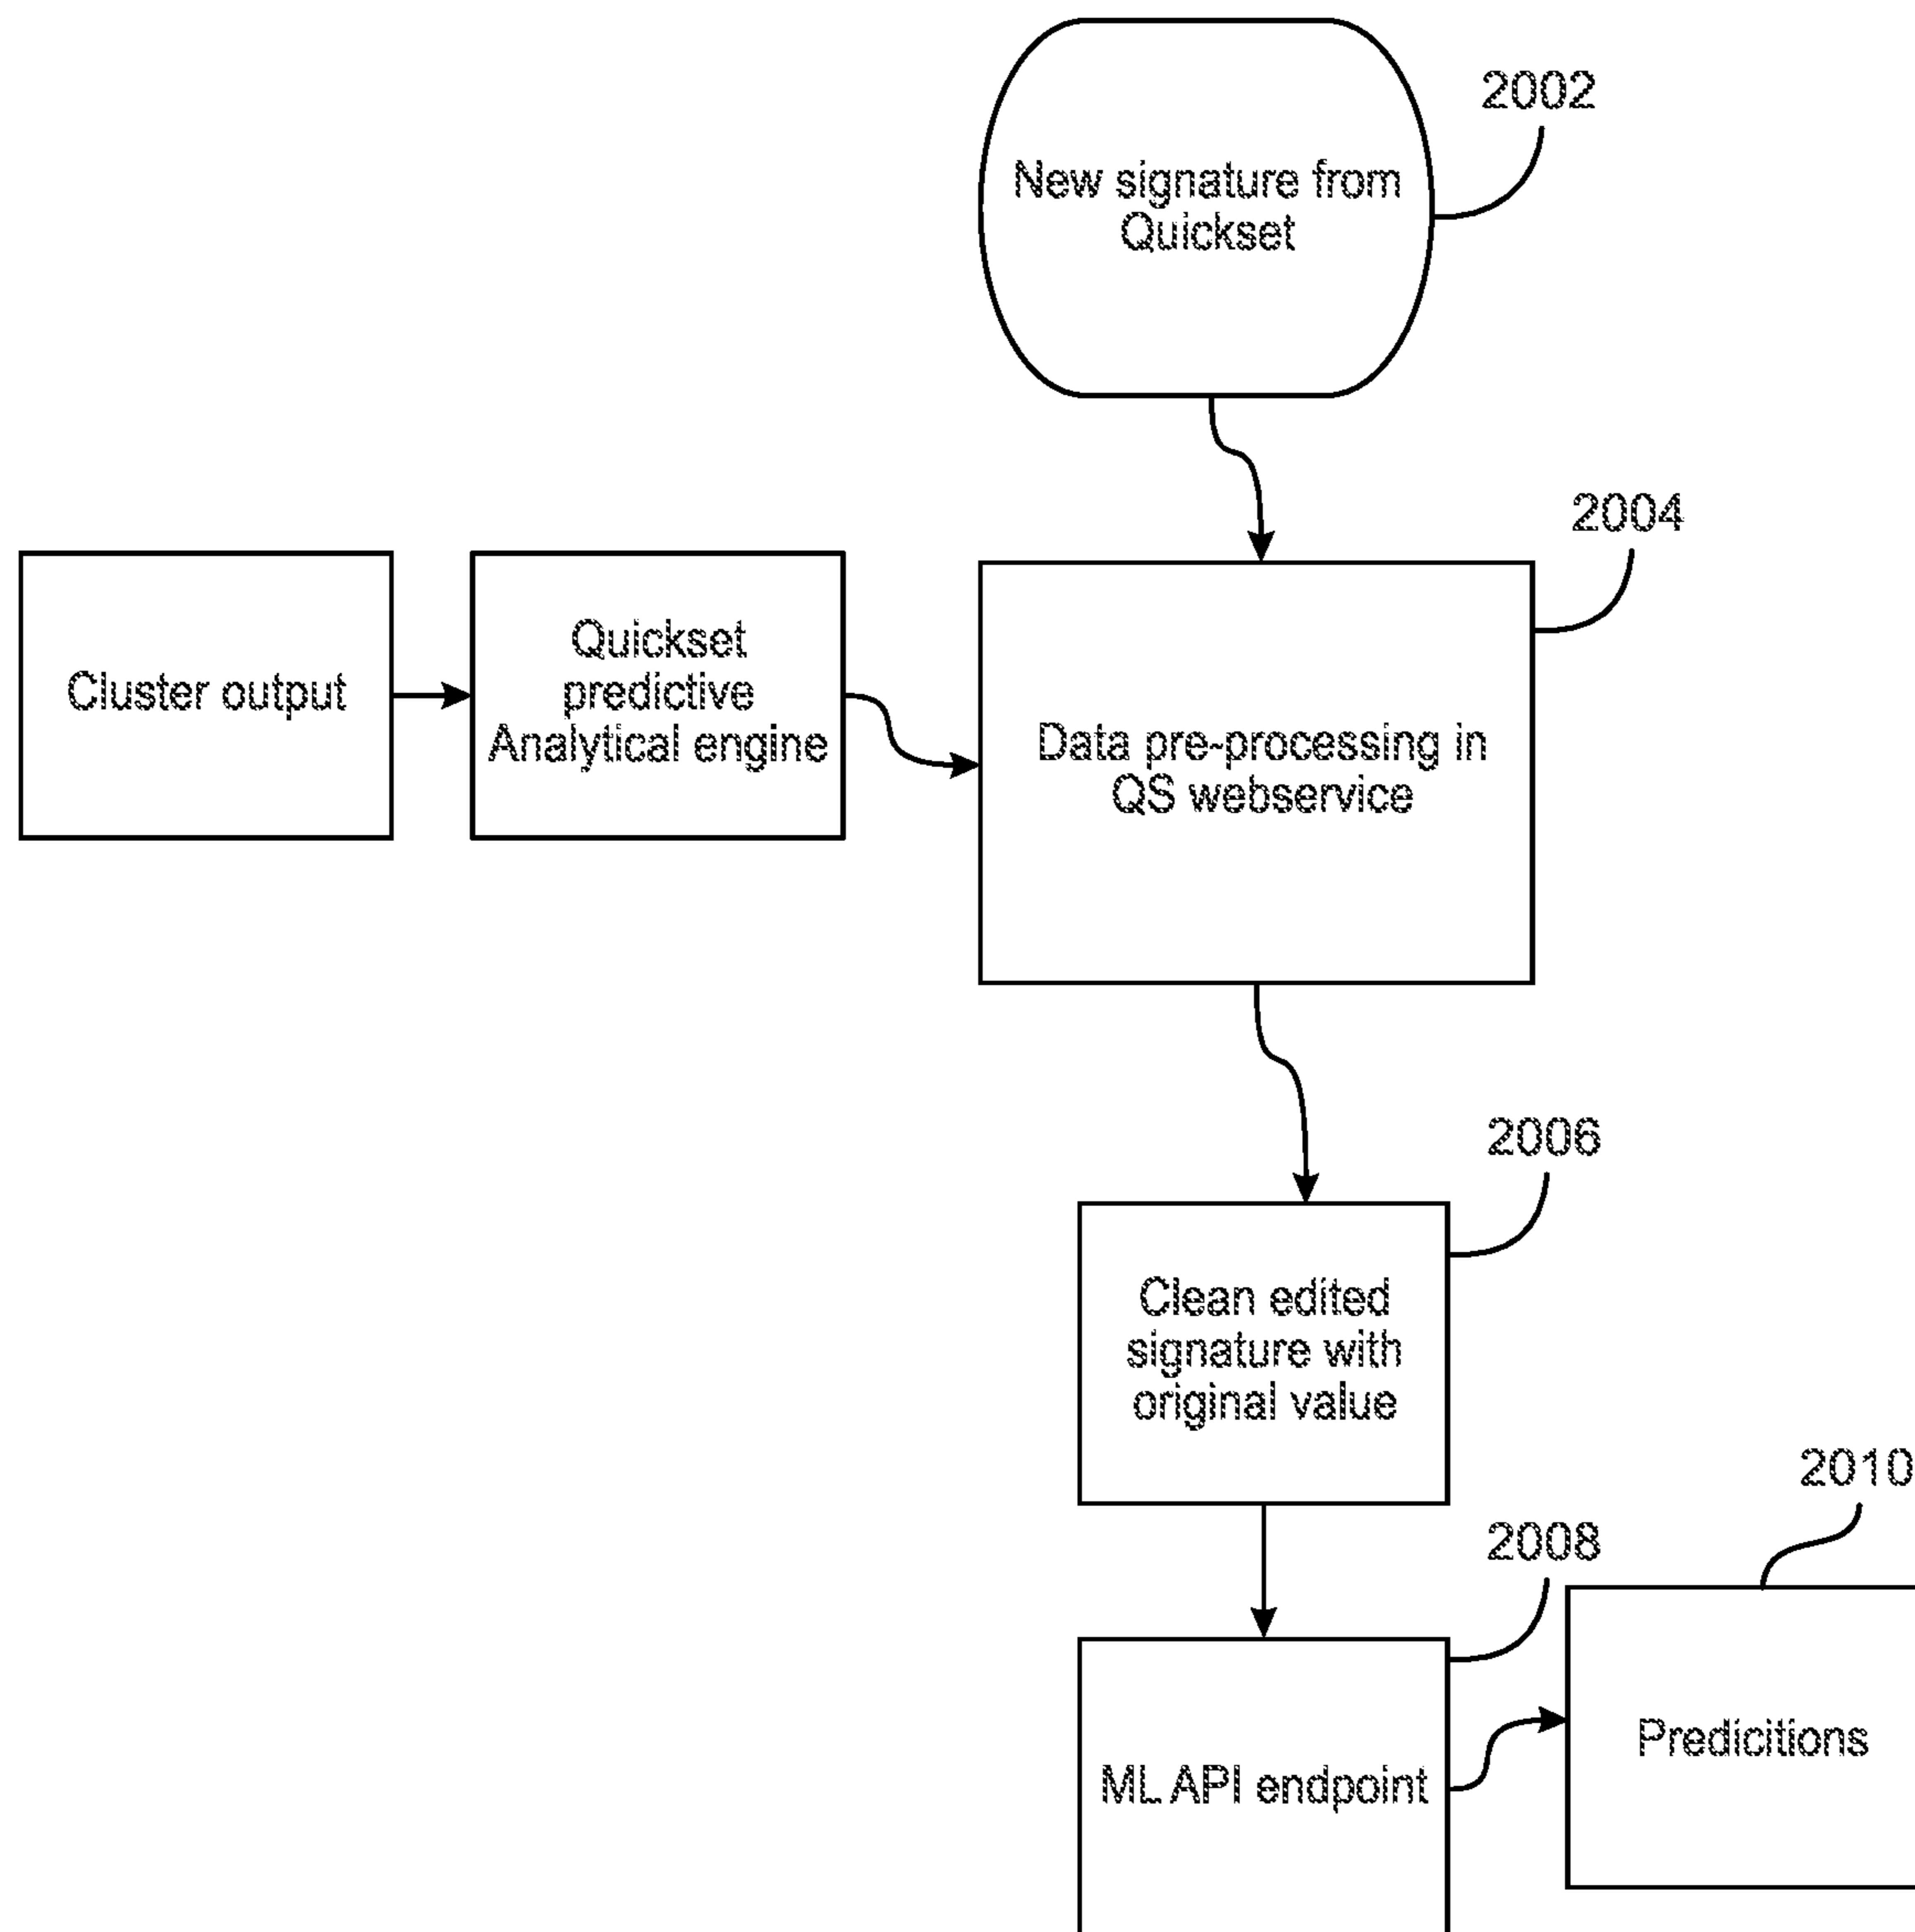 2002
New signature from
Quickset
2004
Cluster output
Quickset
predictive
Analytical engine
Data pre-processing in
QS webservice
2006
Clean edited
signature with
original value
2010
2008
ML API endpoint
Predicitions